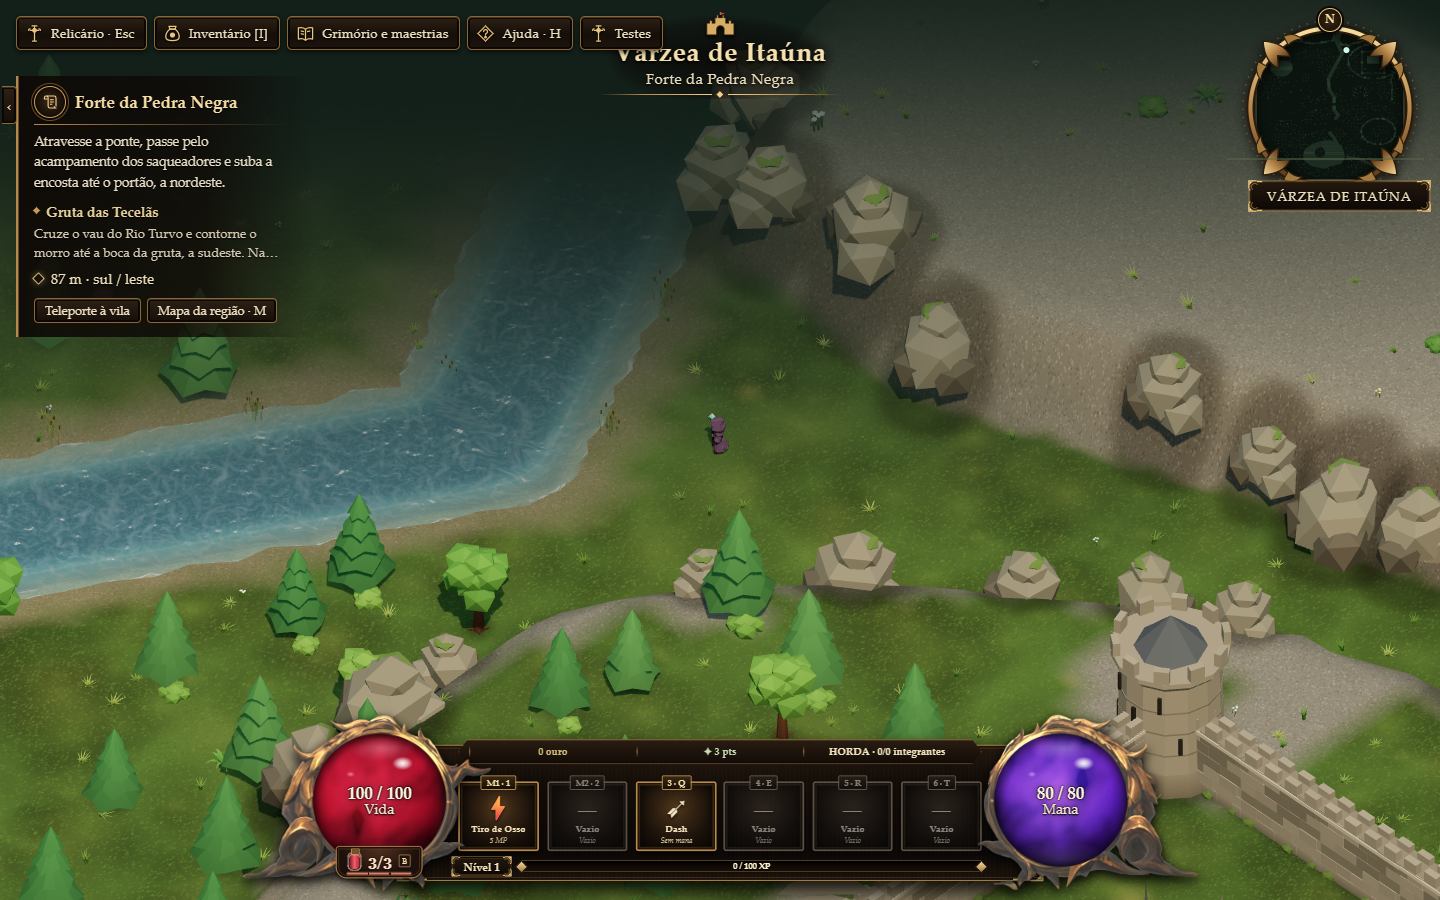 Relicário · Esc
Inventário [I]
Grimório e maestrias
Ajuda · H
Testes
Várzea de Itaúna
Forte da Pedra Negra
N
VÁRZEA DE ITAÚNA
‹
Forte da Pedra Negra
Atravesse a ponte, passe pelo
acampamento dos saqueadores e suba a
encosta até o portão, a nordeste.
Gruta das Tecelãs
Cruze o vau do Rio Turvo e contorne o
morro até a boca da gruta, a sudeste. Na…
87 m · sul / leste
Teleporte à vila
Mapa da região · M
0 ouro
✦ 3 pts
HORDA · 0/0 integrantes
100 / 100
Vida
3/3
B
M1 · 1
Tiro de Osso
5 MP
M2 · 2
—
Vazio
Vazio
3 · Q
Dash
Sem mana
4 · E
—
Vazio
Vazio
5 · R
—
Vazio
Vazio
6 · T
—
Vazio
Vazio
80 / 80
Mana
Nível 1
0 / 100 XP